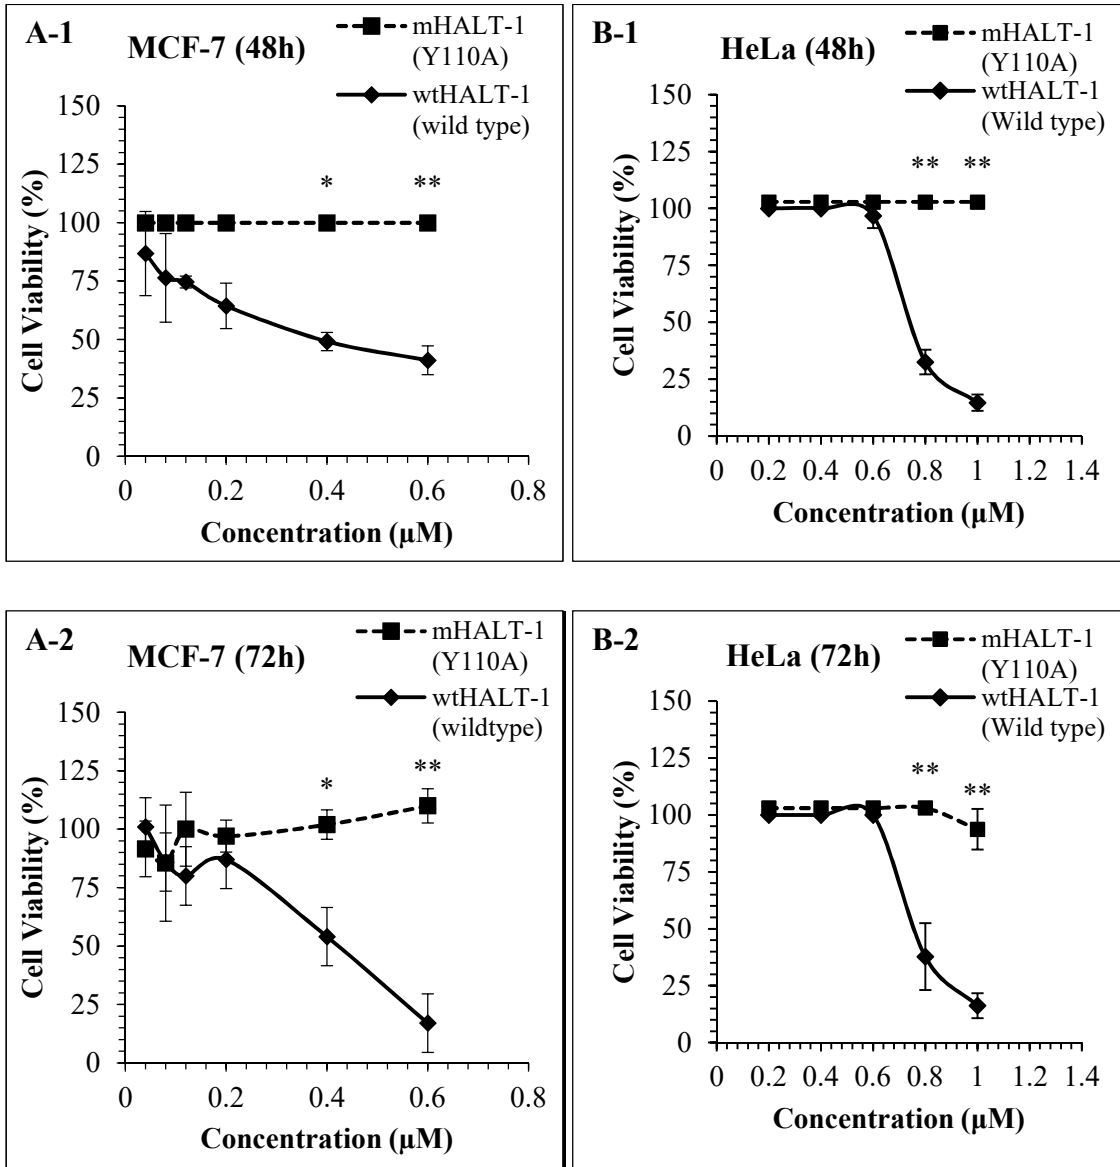 A-1
MCF-7 (48h)
mHALT-1
(Y110A)
wtHALT-1
(wild type)
150
125
100
75
50
25
0
Cell Viability (%)
* **
0 0.2 0.4 0.6 0.8
Concentration (µM)
B-1
HeLa (48h)
mHALT-1
(Y110A)
wtHALT-1
(Wild type)
150
125
100
75
50
25
0
Cell Viability (%)
** **
0 0.2 0.4 0.6 0.8 1 1.2 1.4
Concentration (µM)
A-2
MCF-7 (72h)
mHALT-1
(Y110A)
wtHALT-1
(wildtype)
150
125
100
75
50
25
0
Cell Viability (%)
* **
0 0.2 0.4 0.6 0.8
Concentration (µM)
B-2
HeLa (72h)
mHALT-1
(Y110A)
wtHALT-1
(Wild type)
150
125
100
75
50
25
0
Cell Viability (%)
** **
0 0.2 0.4 0.6 0.8 1 1.2 1.4
Concentration (µM)